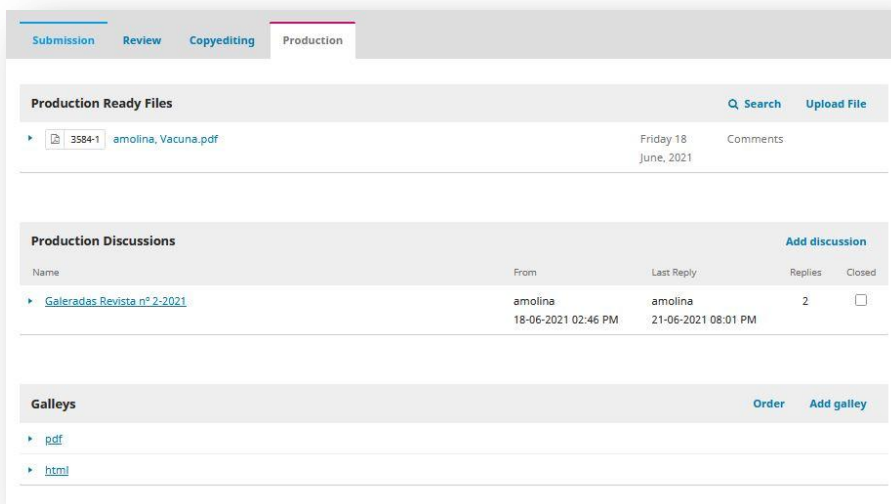 Submission Review Copyediting Production
Production Ready Files Search Upload File
3584-1 amolina, Vacuna.pdf Friday 18 Comments
June, 2021
Production Discussions Add discussion
Name From Last Reply Replies Closed
Galeradas Revista nº 2-2021 amolina amolina 2
18-06-2021 02:46 PM 21-06-2021 08:01 PM
Galleys Order Add galley
pdf
html